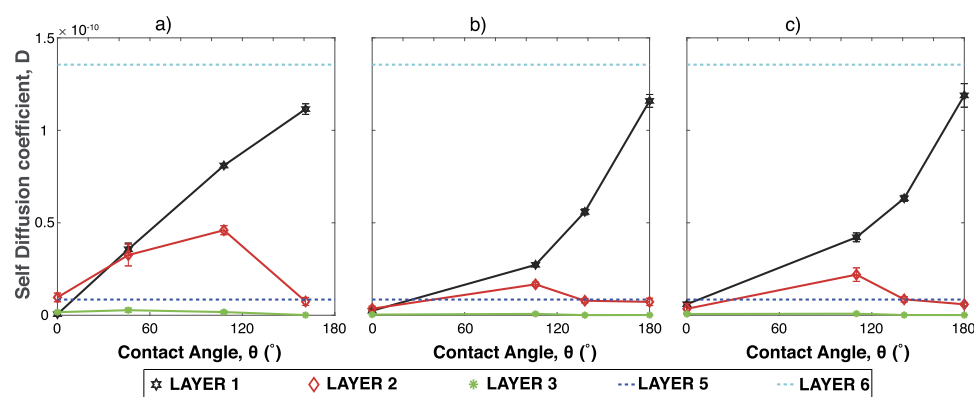 a) b) c)
× 10⁻¹⁰
Self Diffusion coefficient, D
1.5
1
0.5
0
0 60 120 180 0 60 120 180 0 60 120 180
Contact Angle, θ (°) Contact Angle, θ (°) Contact Angle, θ (°)
LAYER 1 LAYER 2 LAYER 3 LAYER 5 LAYER 6